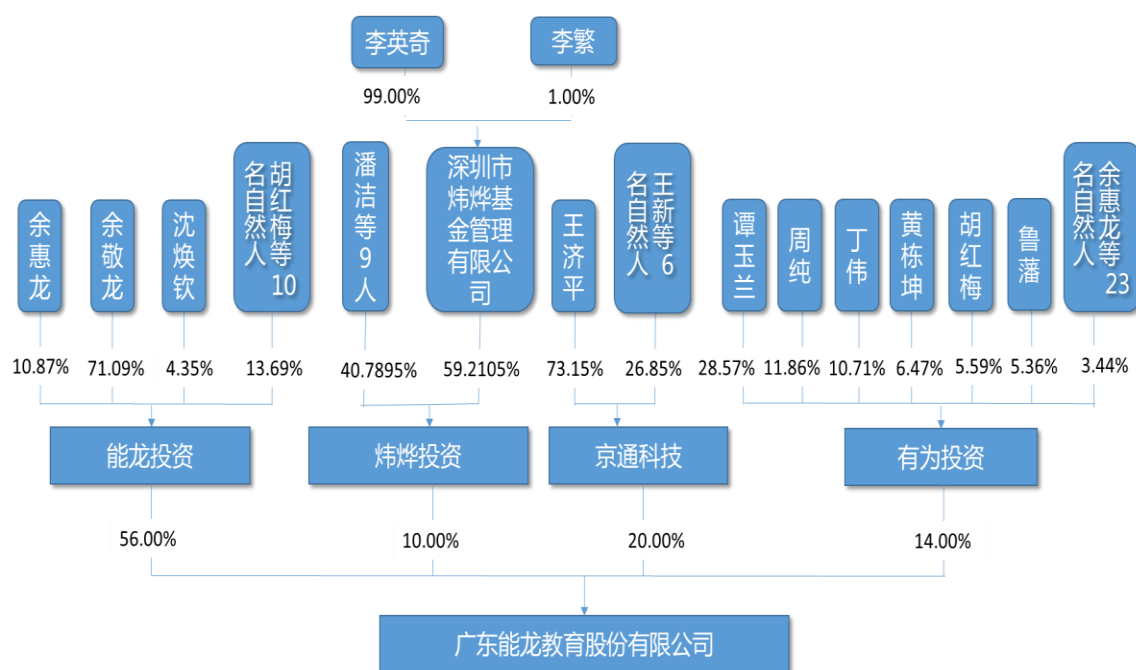 李英奇
李繁
99.00%
1.00%
余惠龙
余敬龙
沈焕钦
胡红梅等10
名自然人
潘洁等9人
深圳市
炜烨基
金管理
有限公
司
王济平
王新等6
名自然人
谭玉兰
周纯
丁伟
黄栋坤
胡红梅
鲁藩
余惠龙等23
名自然人
10.87%
71.09%
4.35%
13.69%
40.7895%
59.2105%
73.15%
26.85%
28.57%
11.86%
10.71%
6.47%
5.59%
5.36%
3.44%
能龙投资
炜烨投资
京通科技
有为投资
56.00%
10.00%
20.00%
14.00%
广东能龙教育股份有限公司